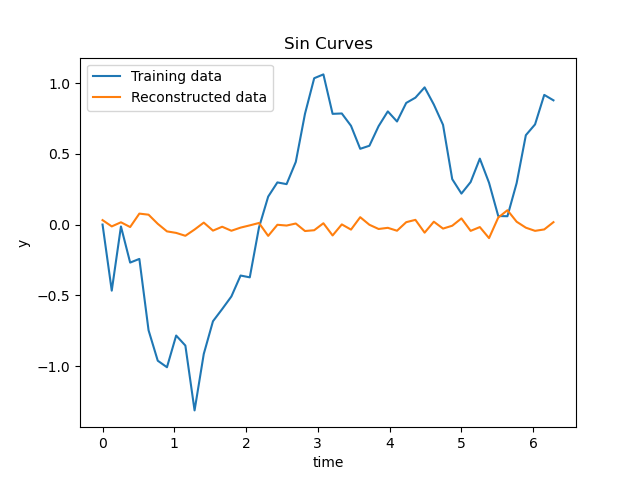 Sin Curves
Training data
Reconstructed data
1.0
0.5
0.0
−0.5
−1.0
y
0 1 2 3 4 5 6
time